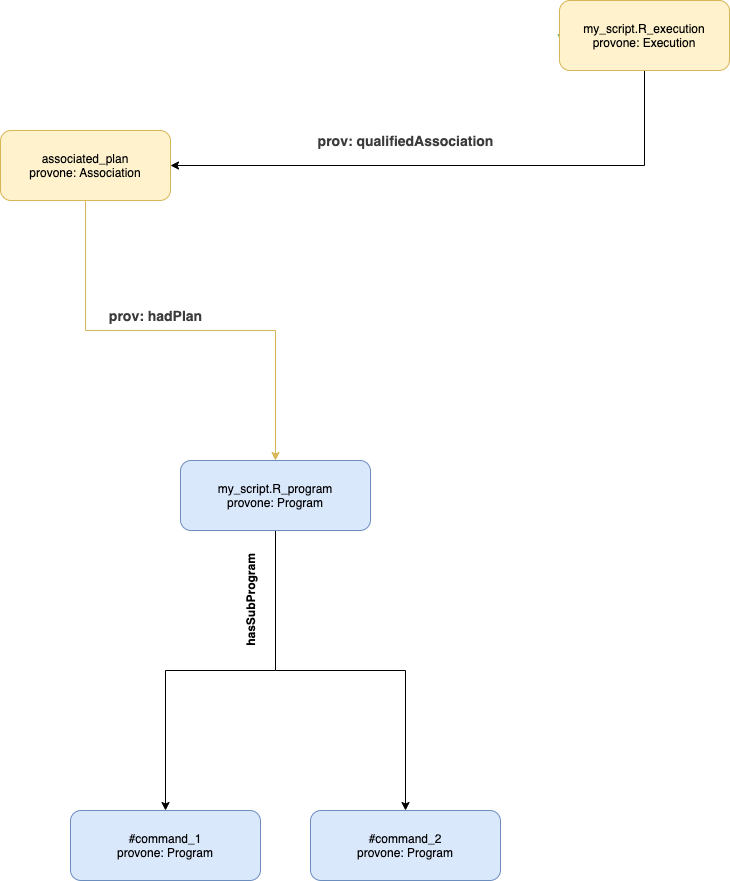 my_script.R_execution
provone: Execution
prov: qualifiedAssociation
associated_plan
provone: Association
prov: hadPlan
my_script.R_program
provone: Program
hasSubProgram
#command_1
provone: Program
#command_2
provone: Program